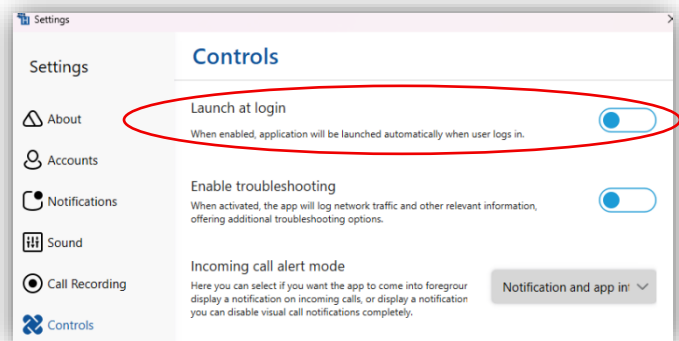 Settings
Settings
About
Accounts
Notifications
Sound
Call Recording
Controls
Controls
Launch at login
When enabled, application will be launched automatically when user logs in.
Enable troubleshooting
When activated, the app will log network traffic and other relevant information,
offering additional troubleshooting options.
Incoming call alert mode
Here you can select if you want the app to come into foregrour
display a notification on incoming calls, or display a notification
you can disable visual call notifications completely.
Notification and app in